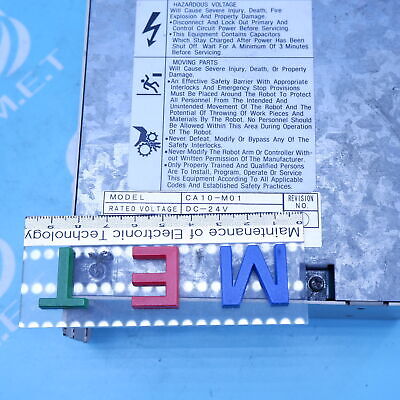 HAZARDOUS VOLTAGE
Will Cause Severe Injury, Death, Fire
Explosion And Property Damage.
• Disconnect And Lock Out Primary And
Control Circuit Power Before Servicing.
• This Equipment Contains Capacitors
Which Stay Charged After Power Has Been
Shut Off. Wait For A Minimum Of 3 Minutes
Before Servicing.
MOVING PARTS
Will Cause Severe Injury, Death, Or Property
Damage.
• An Effective Safety Barrier With Appropriate
Interlocks And Emergency Stop Provisions
Must Be Placed Around The Robot To Protect
All Personnel From The Intended And
Unintended Movement Of The Robot And The
Potential Of Throwing Of Work Pieces And
Materials By The Robot. No Personnel Should
Be Allowed Within This Area During Operation
Of The Robot.
• Never Defeat, Modify Or Bypass Any Of The
Safety Interlocks.
• Never Modify The Robot Arm Or Controller With-
out Written Permission Of The Manufacturer.
• Only Properly Trained And Qualified Persons
Are To Install, Program, Operate Or Service
This Equipment According To All Applicable
Codes And Established Safety Practices.
MODEL CA10-M01
REVISION NO.
RATED VOLTAGE DC-24V
Maintenance of Electronic Technology
MET